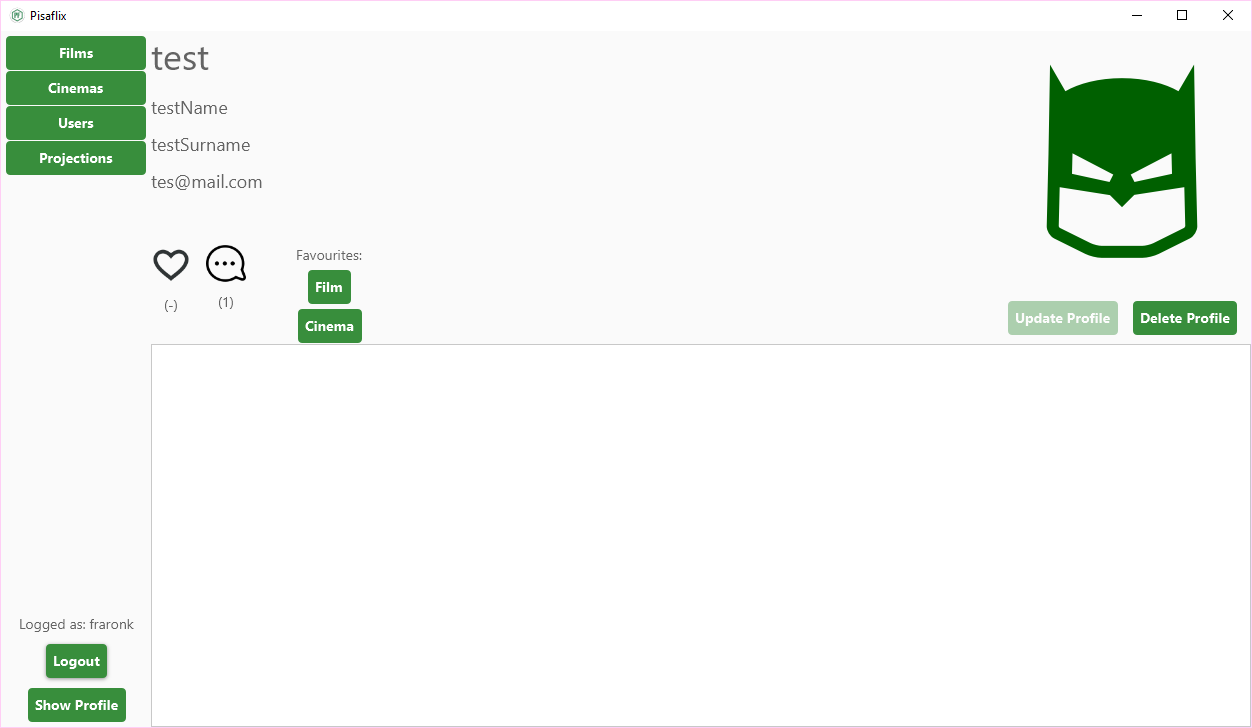 Pisaflix
Films
Cinemas
Users
Projections
test
testName
testSurname
tes@mail.com
(-)
(1)
Favourites:
Film
Cinema
Update Profile
Delete Profile
Logged as: fraronk
Logout
Show Profile